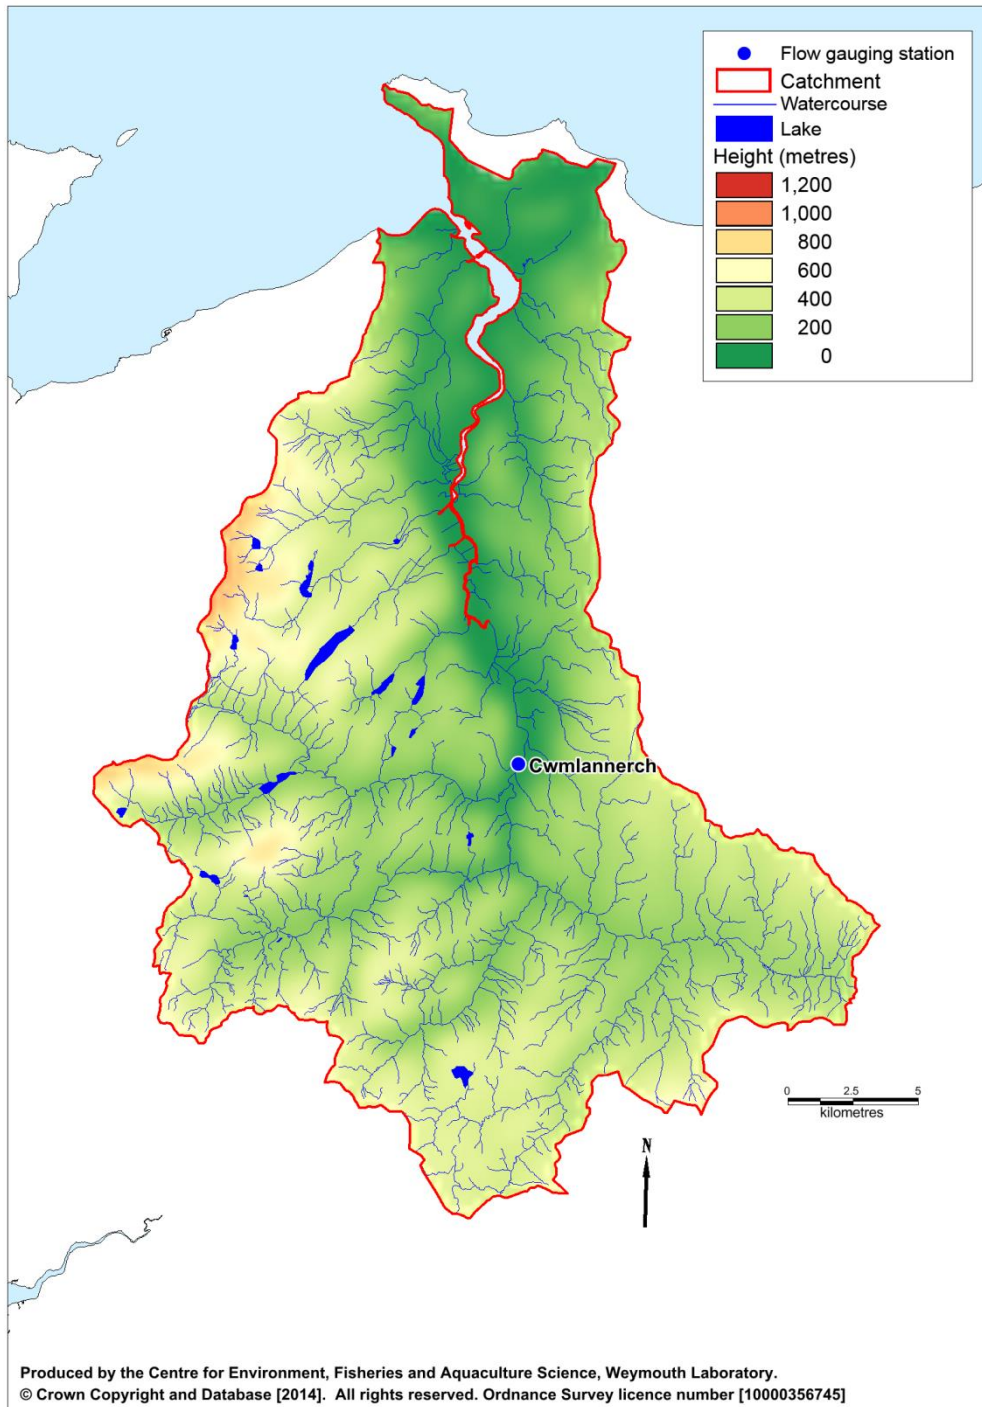 Flow gauging station
Catchment
Watercourse
Lake
Height (metres)
1,200
1,000
800
600
400
200
0
Cwmlannerch
0 2.5 5
kilometres
N
Produced by the Centre for Environment, Fisheries and Aquaculture Science, Weymouth Laboratory.
© Crown Copyright and Database [2014]. All rights reserved. Ordnance Survey licence number [10000356745]